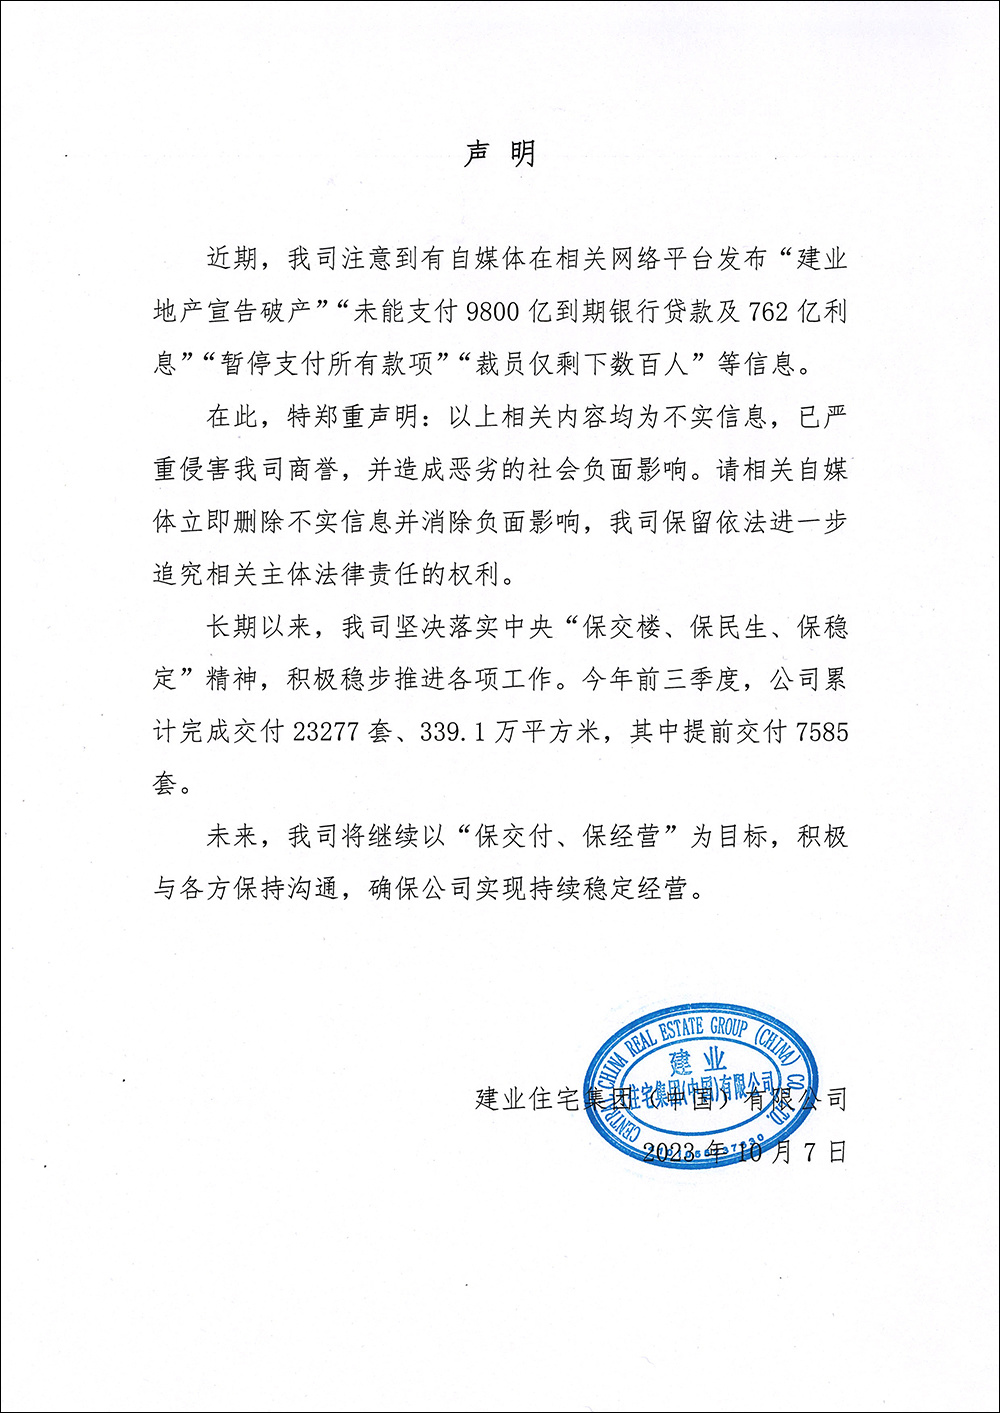 声 明
近期，我司注意到有自媒体在相关网络平台发布“建业
地产宣告破产”“未能支付 9800 亿到期银行贷款及 762 亿利
息”“暂停支付所有款项”“裁员仅剩下数百人”等信息。
在此，特郑重声明：以上相关内容均为不实信息，已严
重侵害我司商誉，并造成恶劣的社会负面影响。请相关自媒
体立即删除不实信息并消除负面影响，我司保留依法进一步
追究相关主体法律责任的权利。
长期以来，我司坚决落实中央“保交楼、保民生、保稳
定”精神，积极稳步推进各项工作。今年前三季度，公司累
计完成交付 23277 套、339.1 万平方米，其中提前交付 7585
套。
未来，我司将继续以“保交付、保经营”为目标，积极
与各方保持沟通，确保公司实现持续稳定经营。
CENTRAL CHINA REAL ESTATE GROUP (CHINA) CO., LTD.
建业
住宅集团(中国)有限公司
建业住宅集团（中国）有限公司
2023 年 10 月 7 日